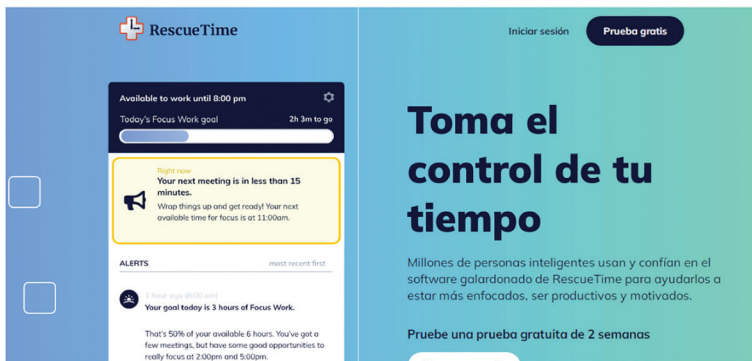 RescueTime
Iniciar sesión
Prueba gratis
Available to work until 8:00 pm
Today's Focus Work goal
2h 3m to go
Right now
Your next meeting is in less than 15
minutes.
Wrap things up and get ready! Your next
available time for focus is at 11:00am.
ALERTS
most recent first
1 hour ago (8:00 am)
Your goal today is 3 hours of Focus Work.
That's 50% of your available 6 hours. You've got a
few meetings, but have some good opportunities to
really focus at 2:00pm and 5:00pm.
Toma el
control de tu
tiempo
Millones de personas inteligentes usan y confían en el
software galardonado de RescueTime para ayudarlos a
estar más enfocados, ser productivos y motivados.
Pruebe una prueba gratuita de 2 semanas